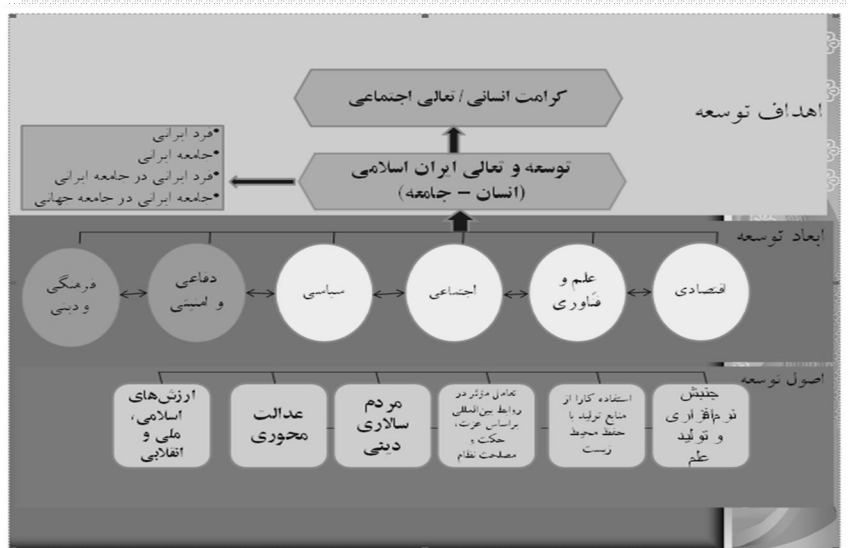 اهداف توسعه
کرامت انسانی / تعالی اجتماعی
توسعه و تعالی ایران اسلامی
(انسان – جامعه)
•فرد ایرانی
•جامعه ایرانی
•فرد ایرانی در جامعه ایرانی
•جامعه ایرانی در جامعه جهانی
ابعاد توسعه
اقتصادی
علم و
فناوری
اجتماعی
سیاسی
دفاعی
و امنیتی
فرهنگی
و دینی
اصول توسعه
جنبش
نرم‌افزاری
و تولید
علم
استفاده کارا از
منابع تولید با
حفظ محیط
زیست
تعاملی مؤثر در
روابط بین‌المللی
براساس عزت،
حکت و
مصلحت نظام
مردم
سالاری
دینی
عدالت
محوری
ارزش‌های
اسلامی،
ملی و
انقلابی